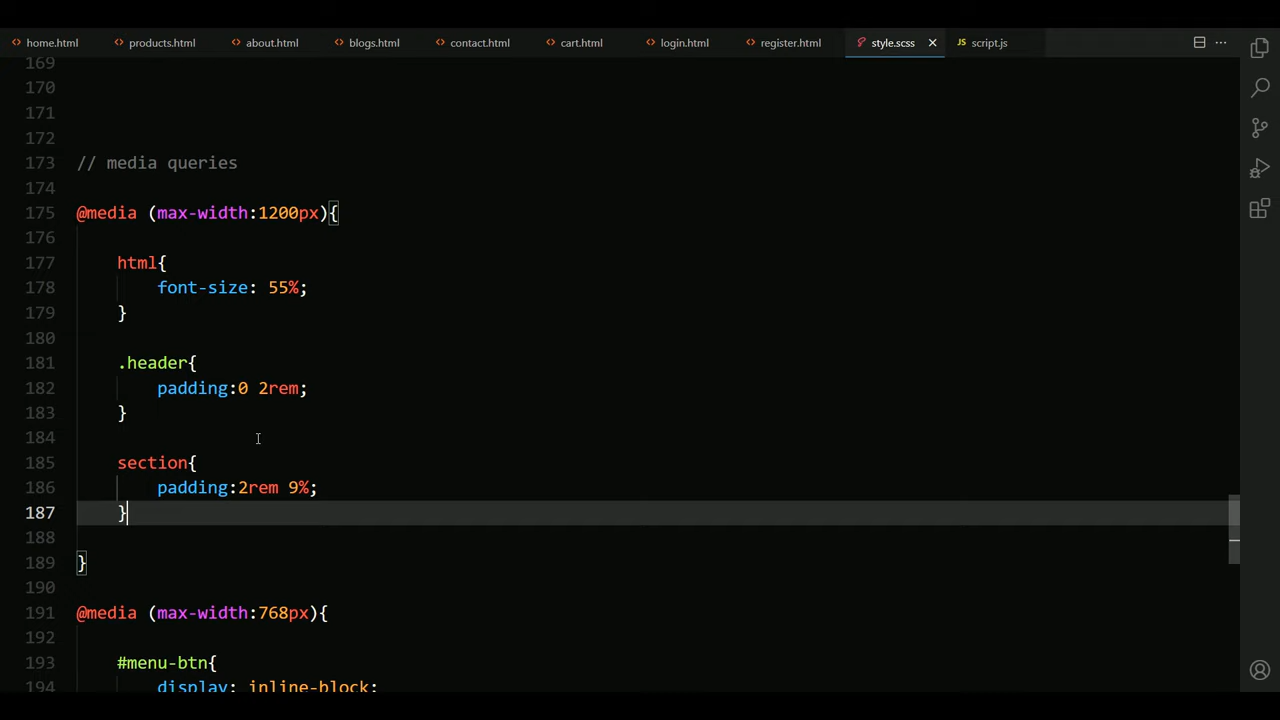 home.html products.html about.html blogs.html contact.html cart.html login.html register.html style.scss JS script.js
169
170
171
172
173 // media queries
174
175 @media (max-width:1200px){
176
177 html{
178 font-size: 55%;
179 }
180
181 .header{
182 padding:0 2rem;
183 }
184
185 section{
186 padding:2rem 9%;
187 }
188
189 }
190
191 @media (max-width:768px){
192
193 #menu-btn{
194 display: inline-block;